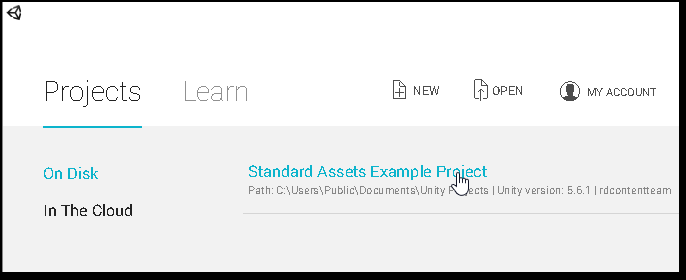 Projects Learn NEW OPEN MY ACCOUNT
On Disk
Standard Assets Example Project
Path: C:\Users\Public\Documents\Unity Projects | Unity version: 5.6.1 | rdcontentteam
In The Cloud